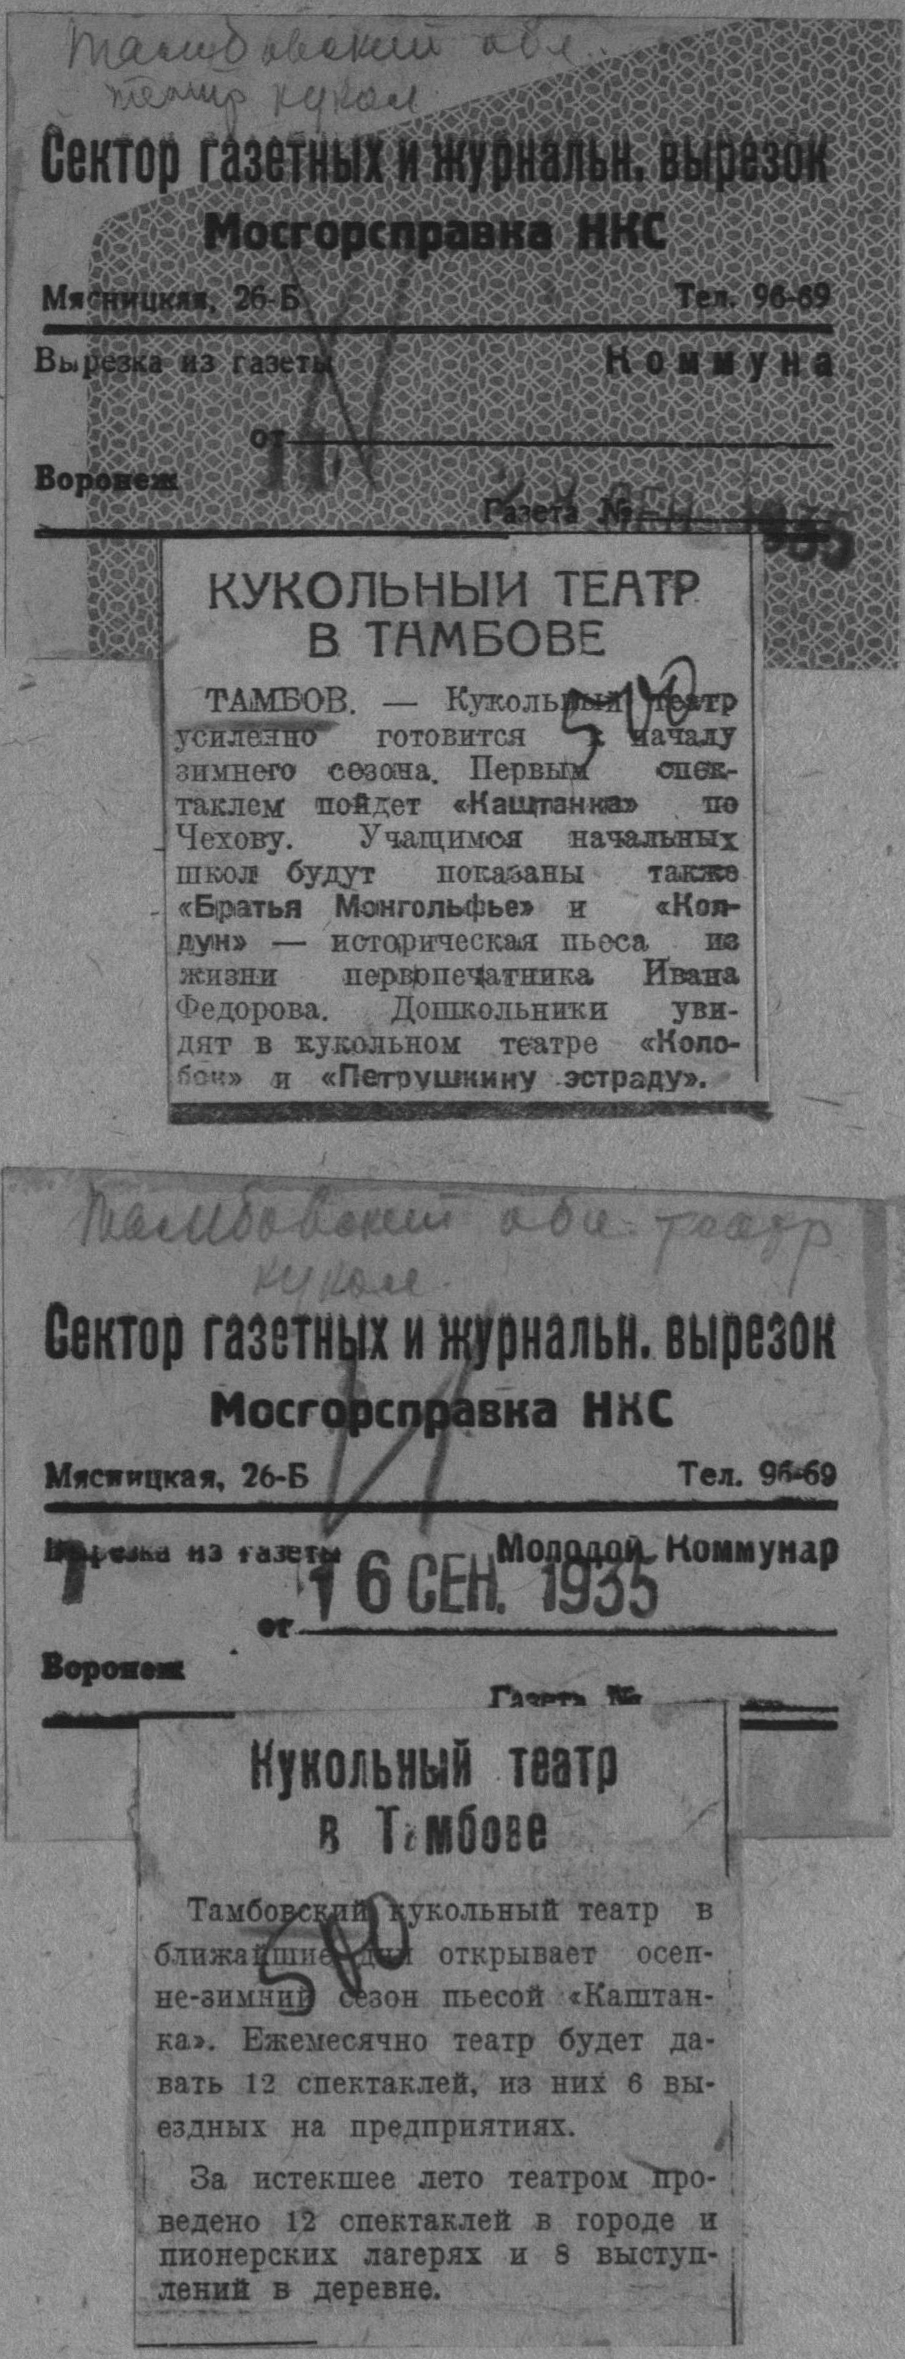 Тамбовский обл.
театр кукол
Сектор газетных и журнальн. вырезок
Мосгорсправка НКС
Мясницкая, 26-Б Тел. 96-69
Вырезка из газеты Коммуна
от
Воронеж
Газета №
СЕН. 1935
КУКОЛЬНЫЙ ТЕАТР
В ТАМБОВЕ
500
ТАМБОВ. — Кукольный театр
усиленно готовится к началу
зимнего сезона. Первым спек-
таклем пойдет «Каштанка» по
Чехову. Учащимся начальных
школ будут показаны также
«Братья Монгольфье» и «Кол-
дун» — историческая пьеса из
жизни первопечатника Ивана
Федорова. Дошкольники уви-
дят в кукольном театре «Коло-
бок» и «Петрушкину эстраду».
Тамбовский обл. театр
кукол
Сектор газетных и журнальн. вырезок
Мосгорсправка НКС
Мясницкая, 26-Б Тел. 96-69
Вырезка из газеты Молодой Коммунар
16 СЕН. 1935
от
Воронеж
Газета №
Кукольный театр
в Тамбове
500
Тамбовский кукольный театр в
ближайшие дни открывает осен-
не-зимний сезон пьесой «Каштан-
ка». Ежемесячно театр будет да-
вать 12 спектаклей, из них 6 вы-
ездных на предприятиях.
За истекшее лето театром про-
ведено 12 спектаклей в городе и
пионерских лагерях и 8 выступ-
лений в деревне.